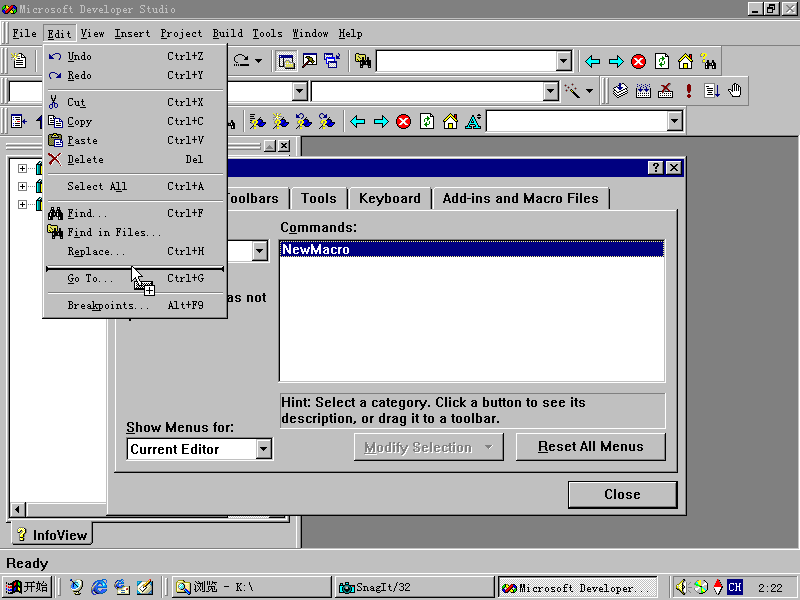 Microsoft Developer Studio
File Edit View Insert Project Build Tools Window Help
Undo Ctrl+Z
Redo Ctrl+Y
Cut Ctrl+X
Copy Ctrl+C
Paste Ctrl+V
Delete Del
Select All Ctrl+A
Find... Ctrl+F
Find in Files...
Replace... Ctrl+H
Go To... Ctrl+G
Breakpoints... Alt+F9
Tools
Keyboard
Add-ins and Macro Files
Commands:
NewMacro
as not
Hint: Select a category. Click a button to see its
description, or drag it to a toolbar.
Show Menus for:
Current Editor
Modify Selection
Reset All Menus
Close
InfoView
Ready
开始
浏览 - K:\
SnagIt/32
Microsoft Developer...
CH
2:22